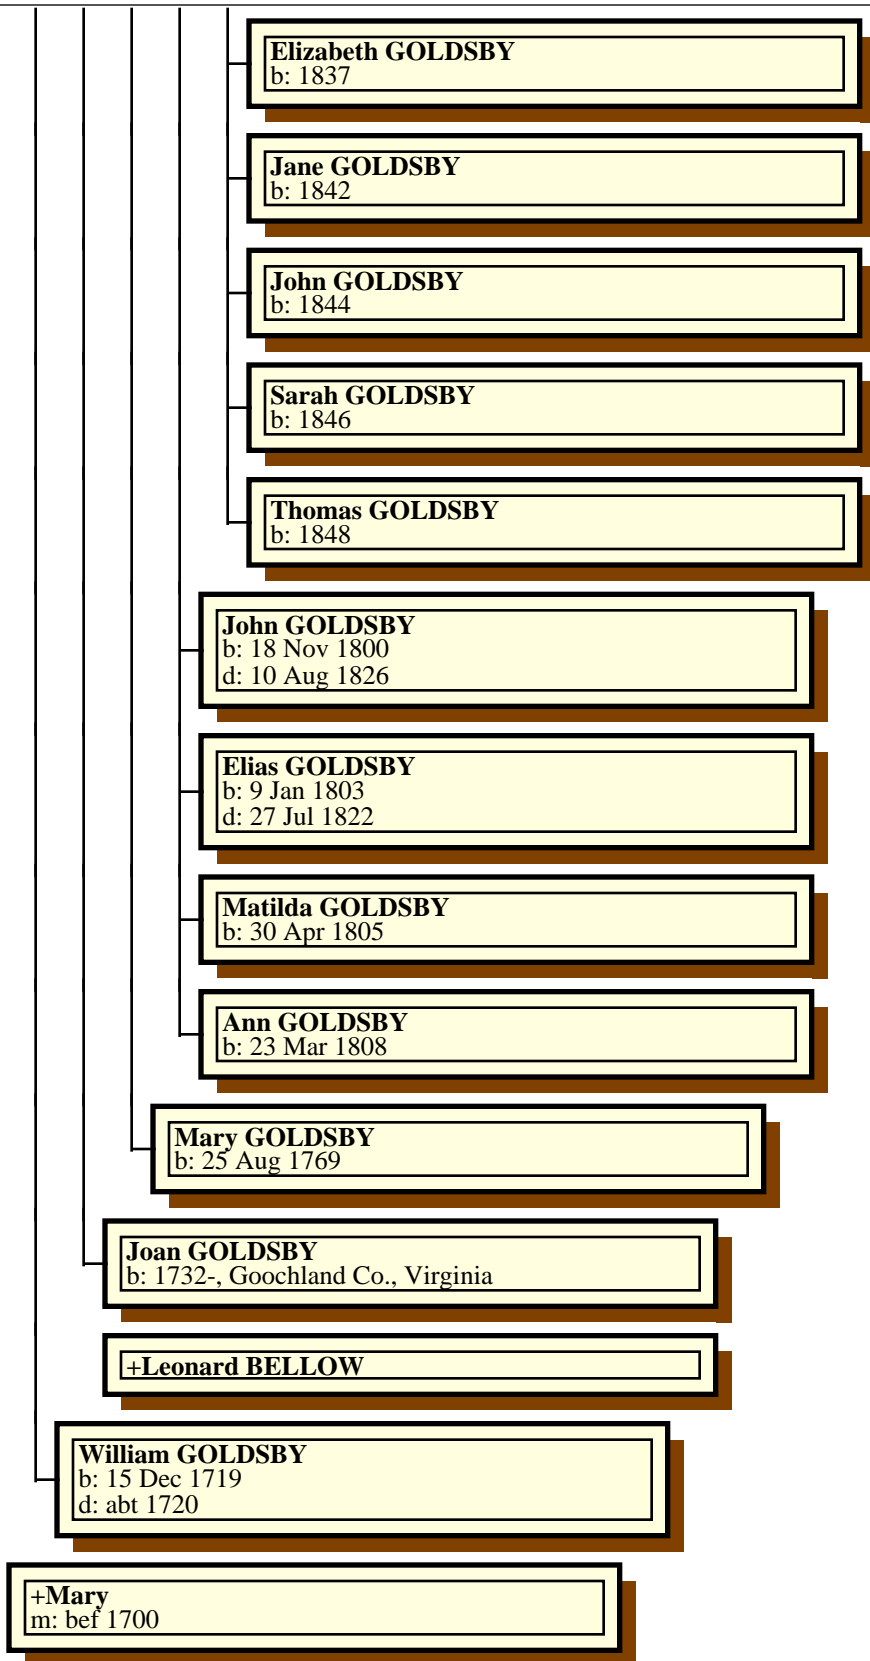 Elizabeth GOLDSBY
b: 1837
Jane GOLDSBY
b: 1842
John GOLDSBY
b: 1844
Sarah GOLDSBY
b: 1846
Thomas GOLDSBY
b: 1848
John GOLDSBY
b: 18 Nov 1800
d: 10 Aug 1826
Elias GOLDSBY
b: 9 Jan 1803
d: 27 Jul 1822
Matilda GOLDSBY
b: 30 Apr 1805
Ann GOLDSBY
b: 23 Mar 1808
Mary GOLDSBY
b: 25 Aug 1769
Joan GOLDSBY
b: 1732-, Goochland Co., Virginia
+Leonard BELLOW
William GOLDSBY
b: 15 Dec 1719
d: abt 1720
+Mary
m: bef 1700